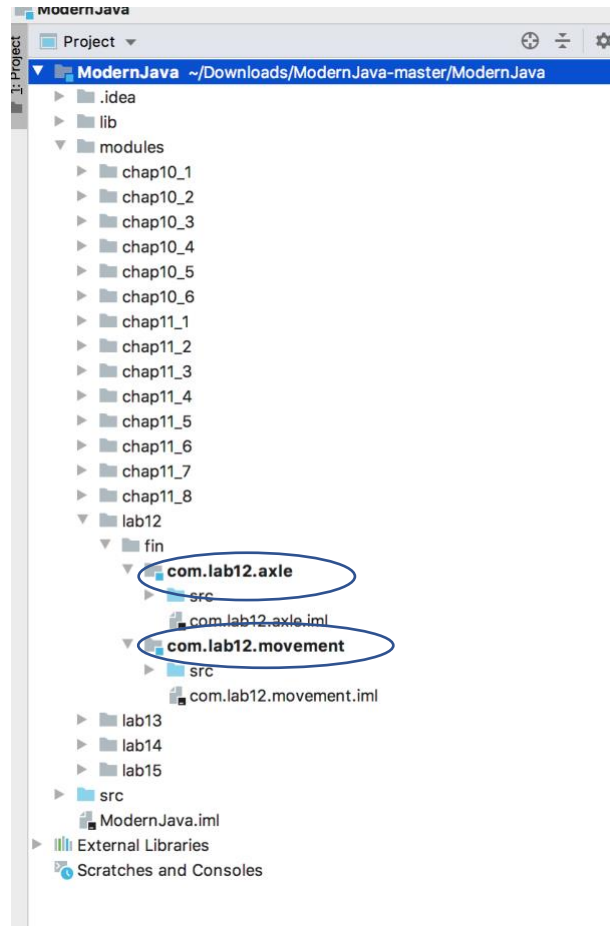 ModernJava
1: Project
Project
ModernJava ~/Downloads/ModernJava-master/ModernJava
.idea
lib
modules
chap10_1
chap10_2
chap10_3
chap10_4
chap10_5
chap10_6
chap11_1
chap11_2
chap11_3
chap11_4
chap11_5
chap11_6
chap11_7
chap11_8
lab12
fin
com.lab12.axle
src
com.lab12.axle.iml
com.lab12.movement
src
com.lab12.movement.iml
lab13
lab14
lab15
src
ModernJava.iml
External Libraries
Scratches and Consoles